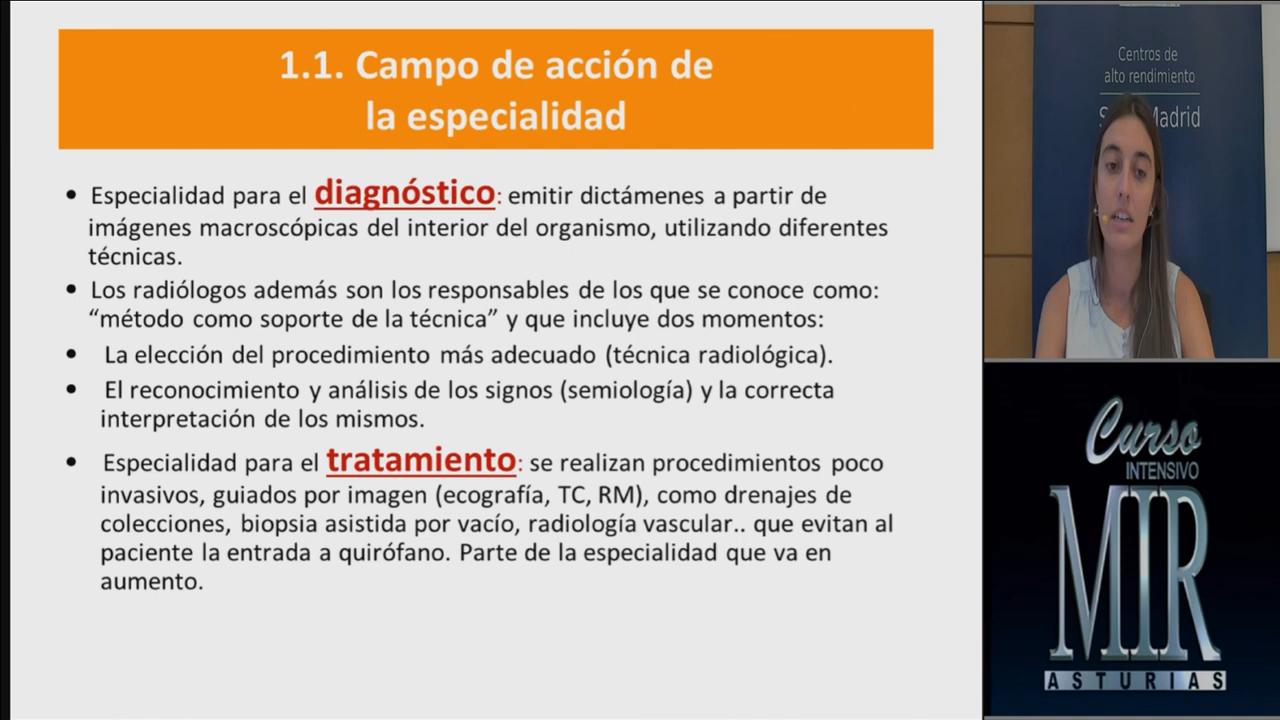 1.1. Campo de acción de
la especialidad
• Especialidad para el diagnóstico: emitir dictámenes a partir de
imágenes macroscópicas del interior del organismo, utilizando diferentes
técnicas.
• Los radiólogos además son los responsables de los que se conoce como:
“método como soporte de la técnica” y que incluye dos momentos:
• La elección del procedimiento más adecuado (técnica radiológica).
• El reconocimiento y análisis de los signos (semiología) y la correcta
interpretación de los mismos.
• Especialidad para el tratamiento: se realizan procedimientos poco
invasivos, guiados por imagen (ecografía, TC, RM), como drenajes de
colecciones, biopsia asistida por vacío, radiología vascular.. que evitan al
paciente la entrada a quirófano. Parte de la especialidad que va en
aumento.
Centros de
alto rendimiento
Madrid
Curso
INTENSIVO
MIR
ASTURIAS